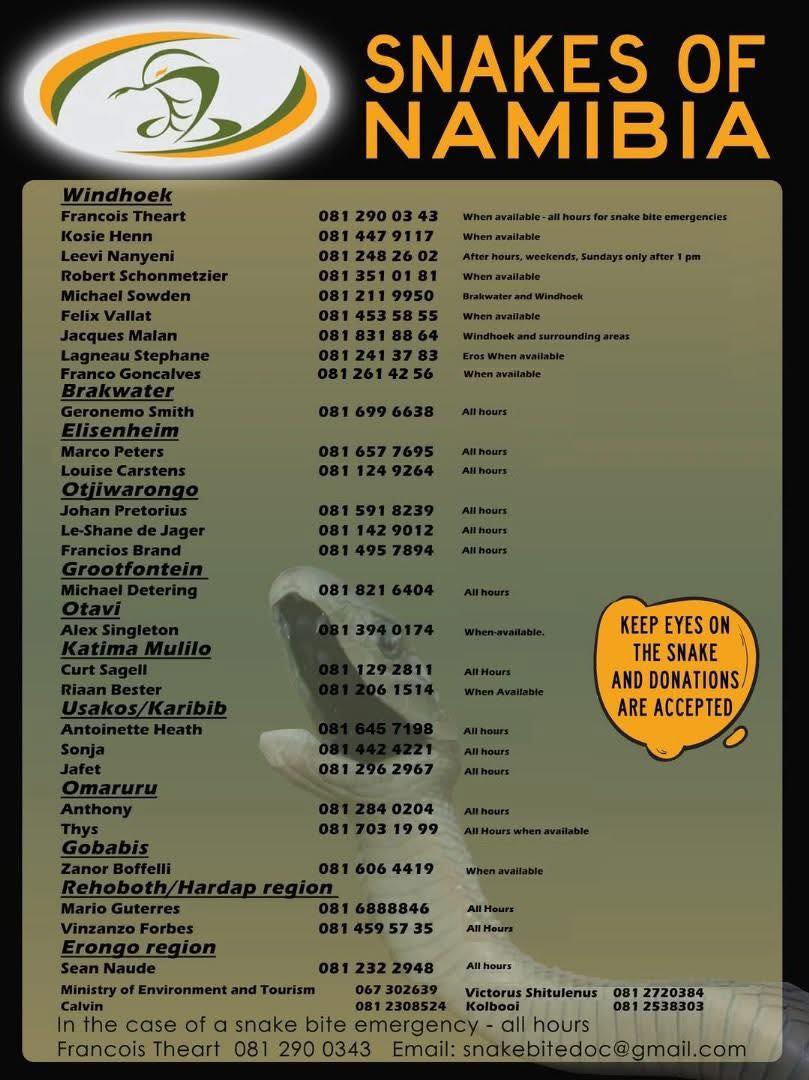 SNAKES OF
NAMIBIA
Windhoek
Francois Theart 081 290 03 43 When available - all hours for snake bite emergencies
Kosie Henn 081 447 9117 When available
Leevi Nanyeni 081 248 26 02 After hours, weekends, Sundays only after 1 pm
Robert Schonmetzier 081 351 01 81 When available
Michael Sowden 081 211 9950 Brakwater and Windhoek
Felix Vallat 081 453 58 55 When available
Jacques Malan 081 831 88 64 Windhoek and surrounding areas
Lagneau Stephane 081 241 37 83 Eros When available
Franco Goncalves 081 261 42 56 When available
Brakwater
Geronemo Smith 081 699 6638 All hours
Elisenheim
Marco Peters 081 657 7695 All hours
Louise Carstens 081 124 9264 All hours
Otjiwarongo
Johan Pretorius 081 591 8239 All hours
Le-Shane de Jager 081 142 9012 All hours
Francios Brand 081 495 7894 All hours
Grootfontein
Michael Detering 081 821 6404 All hours
Otavi
Alex Singleton 081 394 0174 When-available.
Katima Mulilo
Curt Sagell 081 129 2811 All Hours
Riaan Bester 081 206 1514 When Available
Usakos/Karibib
Antoinette Heath 081 645 7198 All hours
Sonja 081 442 4221 All hours
Jafet 081 296 2967 All hours
Omaruru
Anthony 081 284 0204 All hours
Thys 081 703 19 99 All Hours when available
Gobabis
Zanor Boffelli 081 606 4419 When available
Rehoboth/Hardap region
Mario Guterres 081 6888846 All Hours
Vinzanzo Forbes 081 459 57 35 All Hours
Erongo region
Sean Naude 081 232 2948 All hours
Ministry of Environment and Tourism 067 302639 Victorus Shitulenus 081 2720384
Calvin 081 2308524 Kolbooi 081 2538303
In the case of a snake bite emergency - all hours
Francois Theart 081 290 0343 Email: snakebitedoc@gmail.com
KEEP EYES ON
THE SNAKE
AND DONATIONS
ARE ACCEPTED